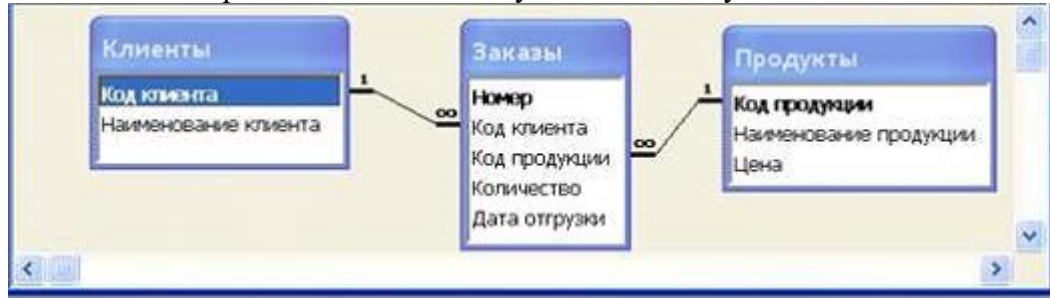 Клиенты
Код клиента
Наименование клиента
1
∞
Заказы
Номер
Код клиента
Код продукции
Количество
Дата отгрузки
∞
1
Продукты
Код продукции
Наименование продукции
Цена